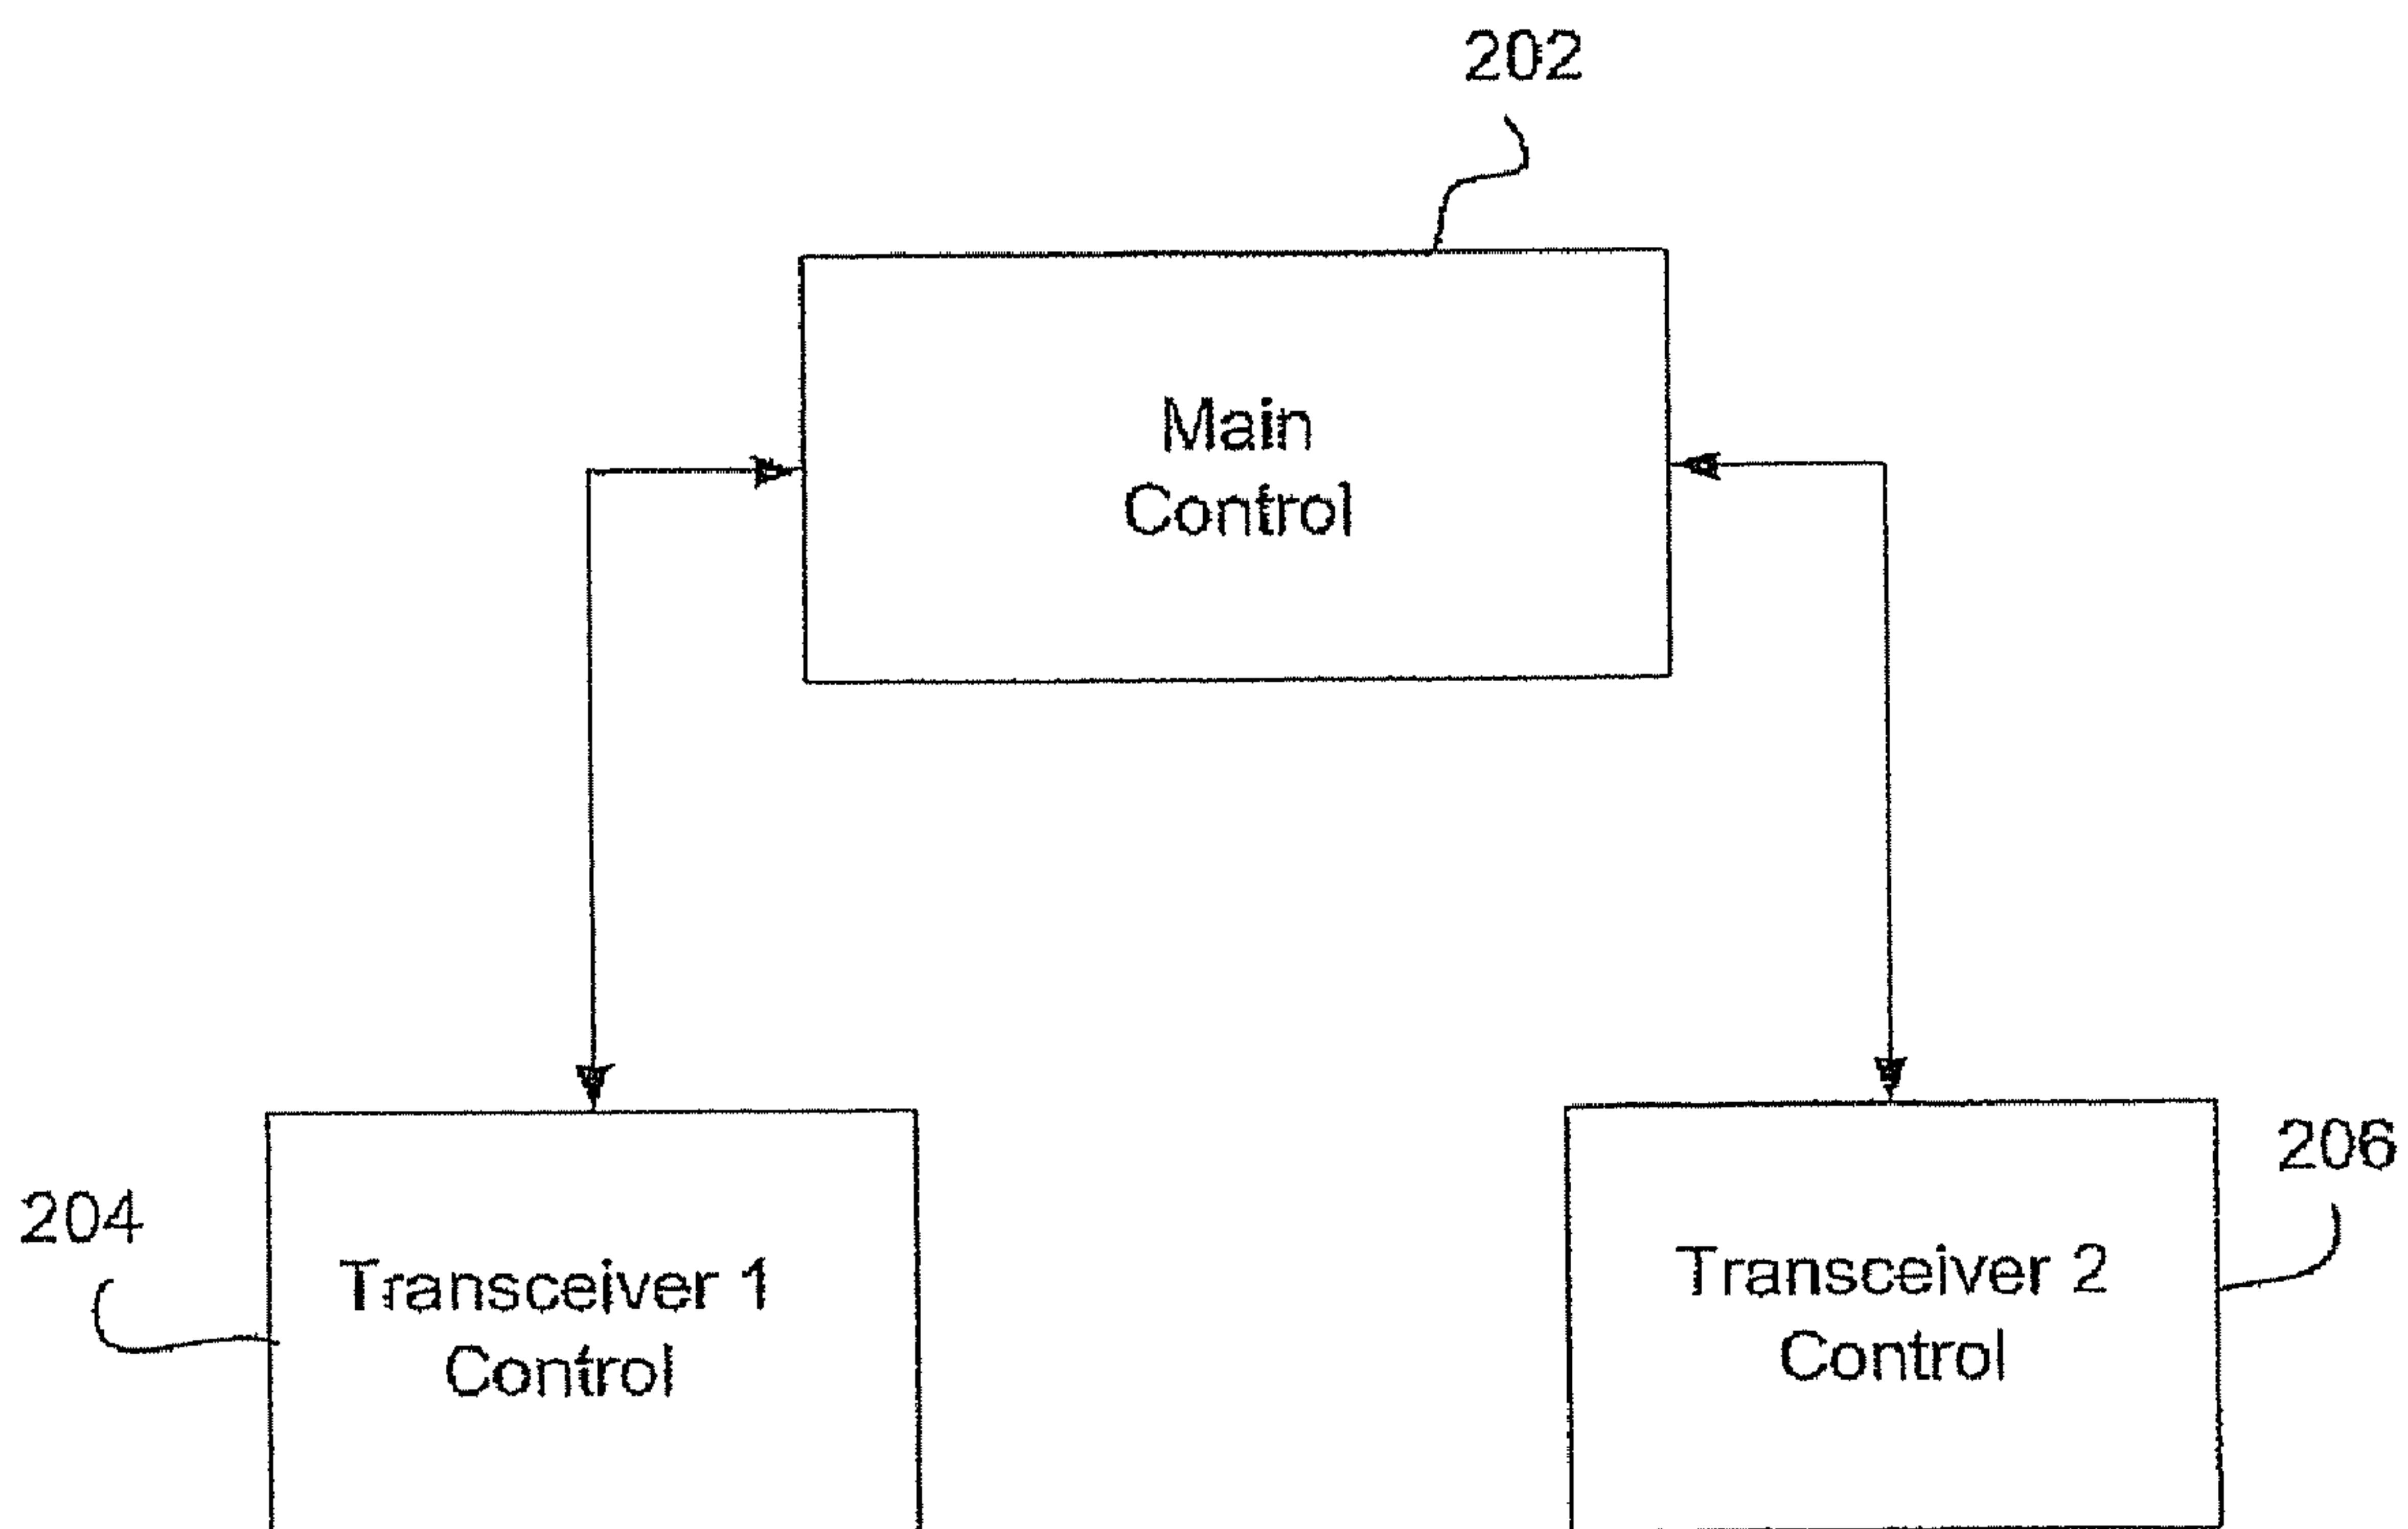 202
Main
Control
204
Transceiver 1
Control
206
Transceiver 2
Control